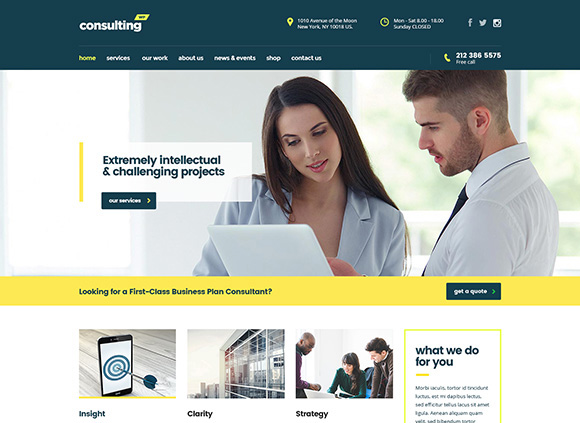 consulting WP
1010 Avenue of the Moon
New York, NY 10018 US.
Mon - Sat 8.00 - 18.00
Sunday CLOSED
home services our work about us news & events shop contact us
212 386 5575
Free call
Extremely intellectual
& challenging projects
our services
Looking for a First-Class Business Plan Consultant?
get a quote
Insight
Clarity
Strategy
what we do
for you
Morbi iaculis, tortor id tincidunt
luctus, est mi dapibus lectus,
sed efficitur tellus lacus sit amet
ligula. Aenean aliquam quam
velit, sed bibendum tortor